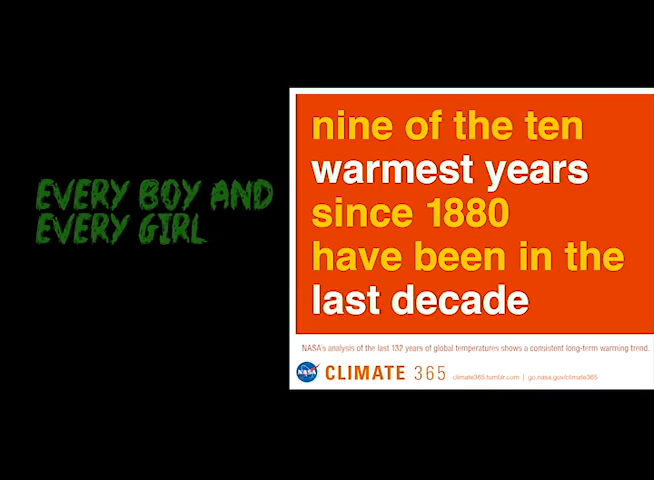 EVERY BOY AND
EVERY GIRL
nine of the ten
warmest years
since 1880
have been in the
last decade
NASA's analysis of the last 132 years of global temperatures shows a consistent long-term warming trend.
NASA CLIMATE 365 climate365.tumblr.com | go.nasa.gov/climate365